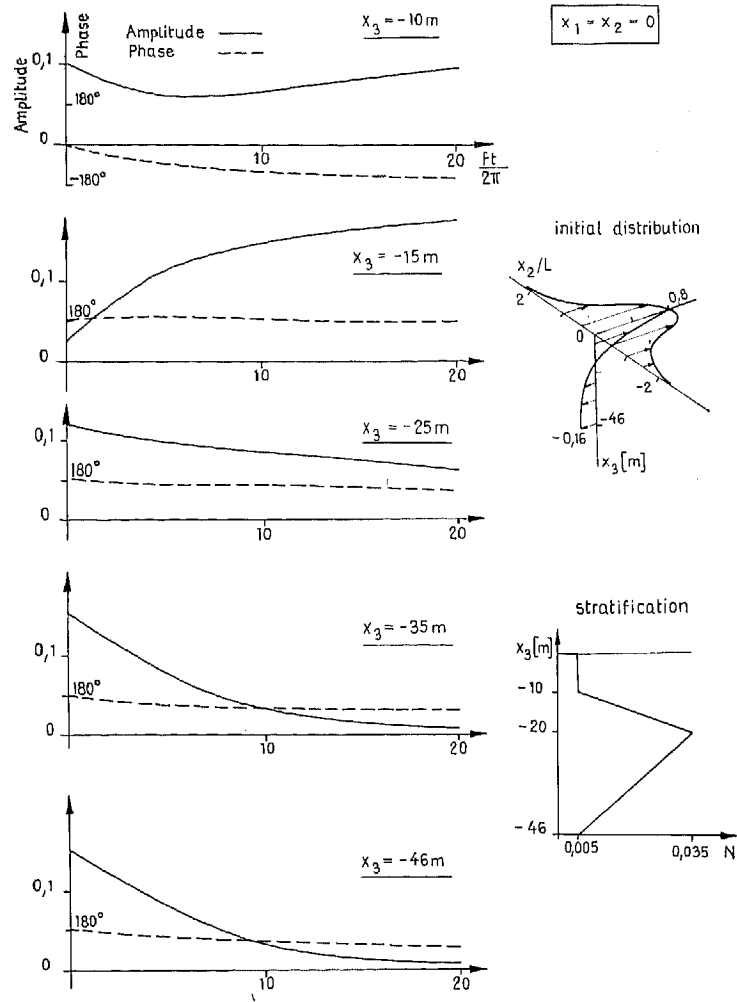 x₃ = -10 m
x₁ = x₂ = 0
Amplitude
Phase
Amplitude
Phase
0,1
180°
0
-180°
10
20
ft
2π
x₃ = -15 m
0,1
180°
0
10
20
initial distribution
x₂/L
2
0,8
0
-2
-46
-0,16
x₃[m]
x₃ = -25 m
0,1
180°
0
10
20
x₃ = -35 m
0,1
180°
0
10
20
stratification
x₃[m]
-10
-20
-46
0,005
0,035
N
x₃ = -46 m
0,1
180°
0
10
20